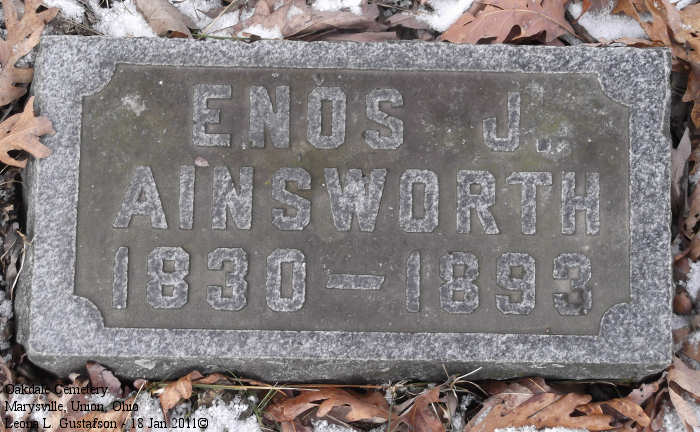 ENOS J.
AINSWORTH
1830-1893
Oakdale Cemetery
Marysville, Union, Ohio
Leona L. Gustafson / 18 Jan 2011©